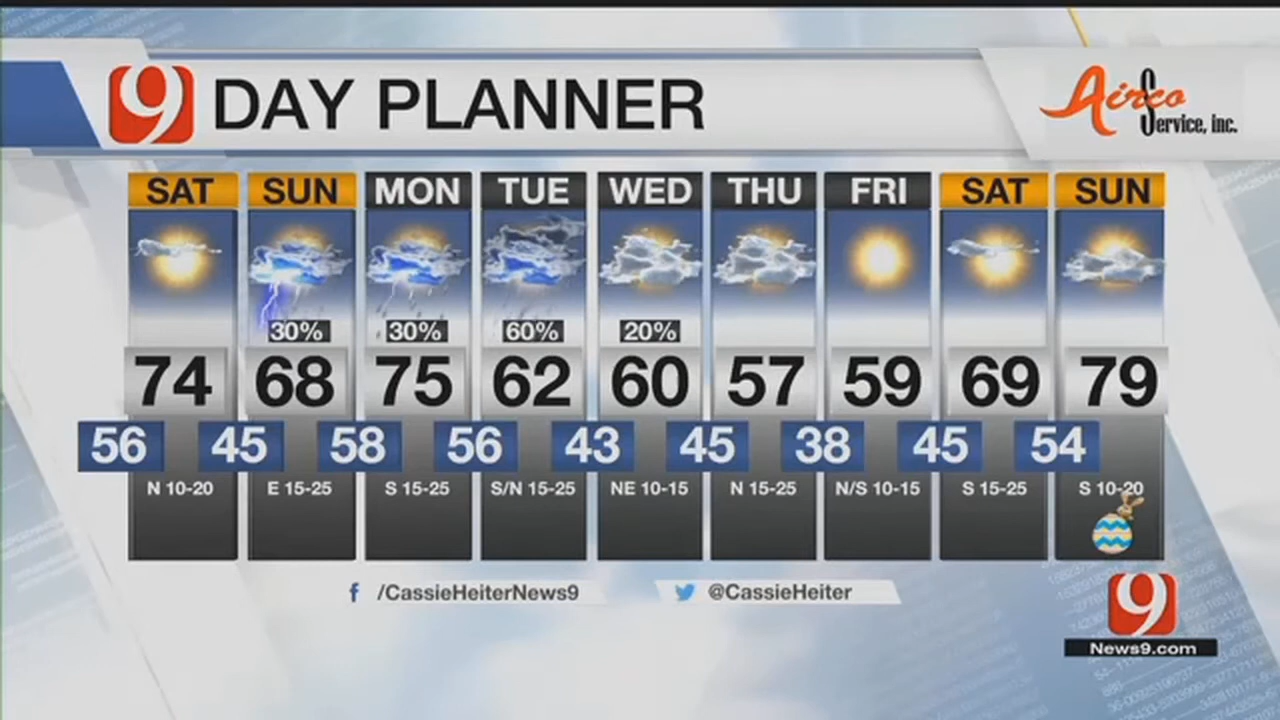 9 DAY PLANNER
Airco
Service, inc.
SAT SUN MON TUE WED THU FRI SAT SUN
30% 30% 60% 20%
74 68 75 62 60 57 59 69 79
56 45 58 56 43 45 38 45 54
N 10-20 E 15-25 S 15-25 S/N 15-25 NE 10-15 N 15-25 N/S 10-15 S 15-25 S 10-20
f /CassieHeiterNews9 @CassieHeiter
9
News9.com